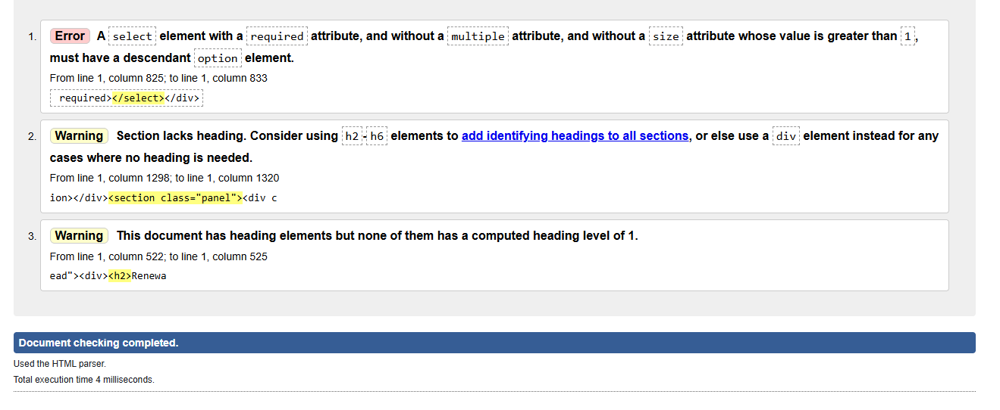 1. Error A select element with a required attribute, and without a multiple attribute, and without a size attribute whose value is greater than 1,
must have a descendant option element.
From line 1, column 825; to line 1, column 833
required></select></div>
2. Warning Section lacks heading. Consider using h2-h6 elements to add identifying headings to all sections, or else use a div element instead for any
cases where no heading is needed.
From line 1, column 1298; to line 1, column 1320
ion></div><section class="panel"><div c
3. Warning This document has heading elements but none of them has a computed heading level of 1.
From line 1, column 522; to line 1, column 525
ead"><div><h2>Renewa
Document checking completed.
Used the HTML parser.
Total execution time 4 milliseconds.